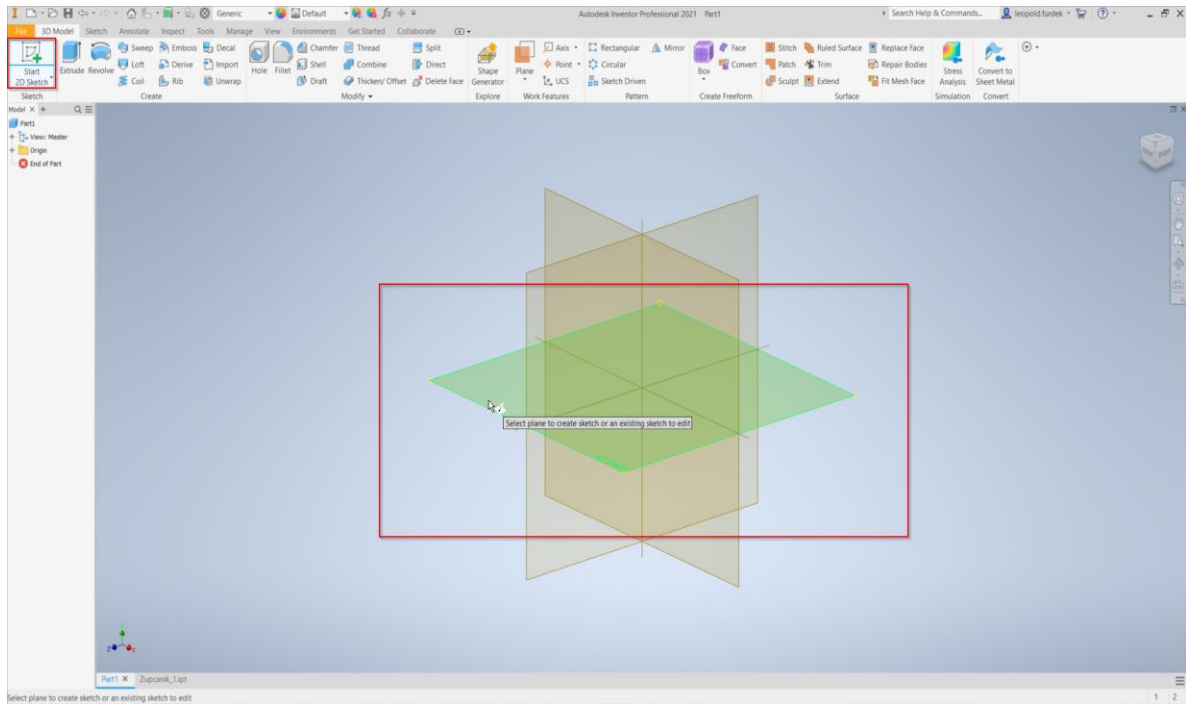 Generic Default fx Autodesk Inventor Professional 2021 Part1 Search Help & Commands... leopold.furdek
File 3D Model Sketch Annotate Inspect Tools Manage View Environments Get Started Collaborate
Start 2D Sketch
Sketch
Extrude Revolve
Sweep Emboss Decal
Loft Derive Import
Coil Rib Unwrap
Create
Hole Fillet
Chamfer Thread Split
Shell Combine Direct
Draft Thicken/ Offset Delete Face
Modify
Shape Generator
Explore
Plane
Axis
Point
UCS
Work Features
Rectangular Mirror
Circular
Sketch Driven
Pattern
Box
Face
Convert
Create Freeform
Stitch Ruled Surface Replace Face
Patch Trim Repair Bodies
Sculpt Extend Fit Mesh Face
Surface
Stress Analysis
Simulation
Convert to Sheet Metal
Convert
Model
Part1
View: Master
Origin
End of Part
Select plane to create sketch or an existing sketch to edit
Part1 Zupcanik_1.ipt
Select plane to create sketch or an existing sketch to edit 1 2